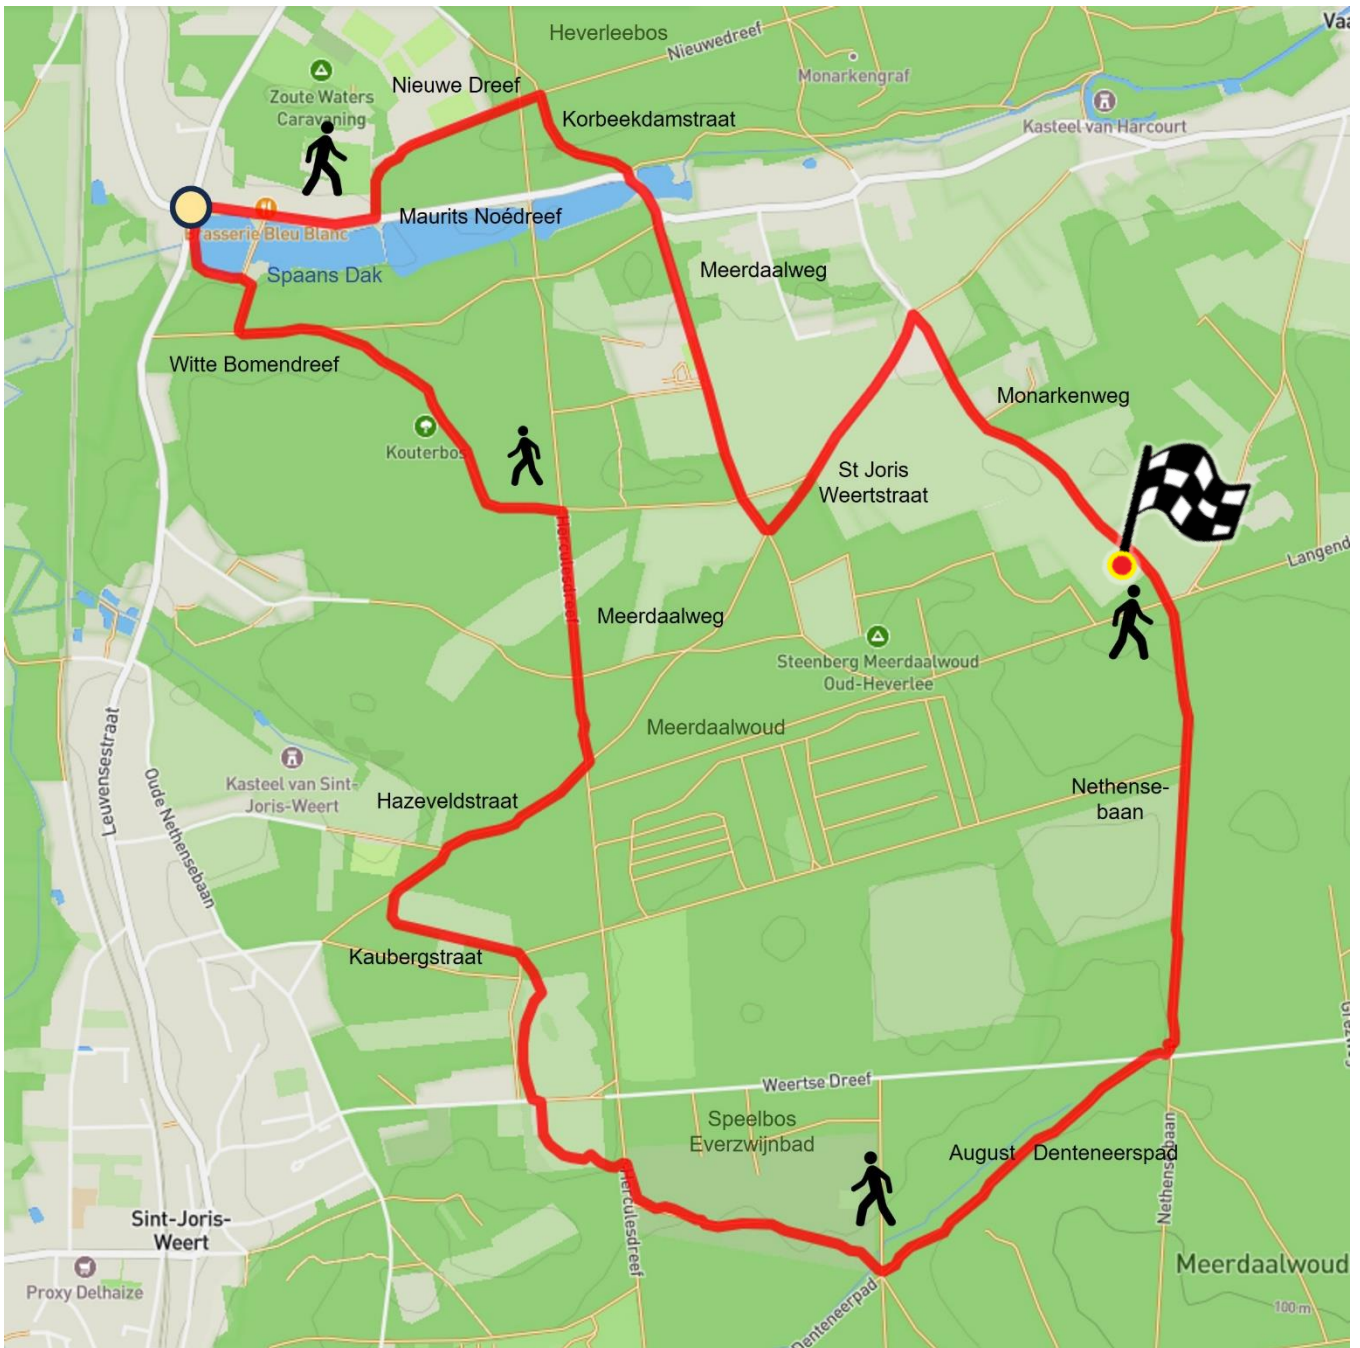 Heverleebos
Nieuwedreef
Nieuwe Dreef
Monarkengraf
Zoute Waters
Caravaning
Korbeekdamstraat
Kasteel van Harcourt
Maurits Noédreef
Brasserie Bleu Blanc
Spaans Dak
Meerdaalweg
Witte Bomendreef
Monarkenweg
Kouterbos
St Joris
Weertstraat
Herculesdreef
Meerdaalweg
Steenberg Meerdaalwoud
Oud-Heverlee
Meerdaalwoud
Leuvensestraat
Oude Nethensebaan
Kasteel van Sint-
Joris-Weert
Hazeveldstraat
Nethense-
baan
Kaubergstraat
Weertse Dreef
Speelbos
Everzwijnbad
August Denteneerspad
Nethensebaan
Herculesdreef
Sint-Joris-
Weert
Proxy Delhaize
Denteneerpad
Meerdaalwoud
100 m